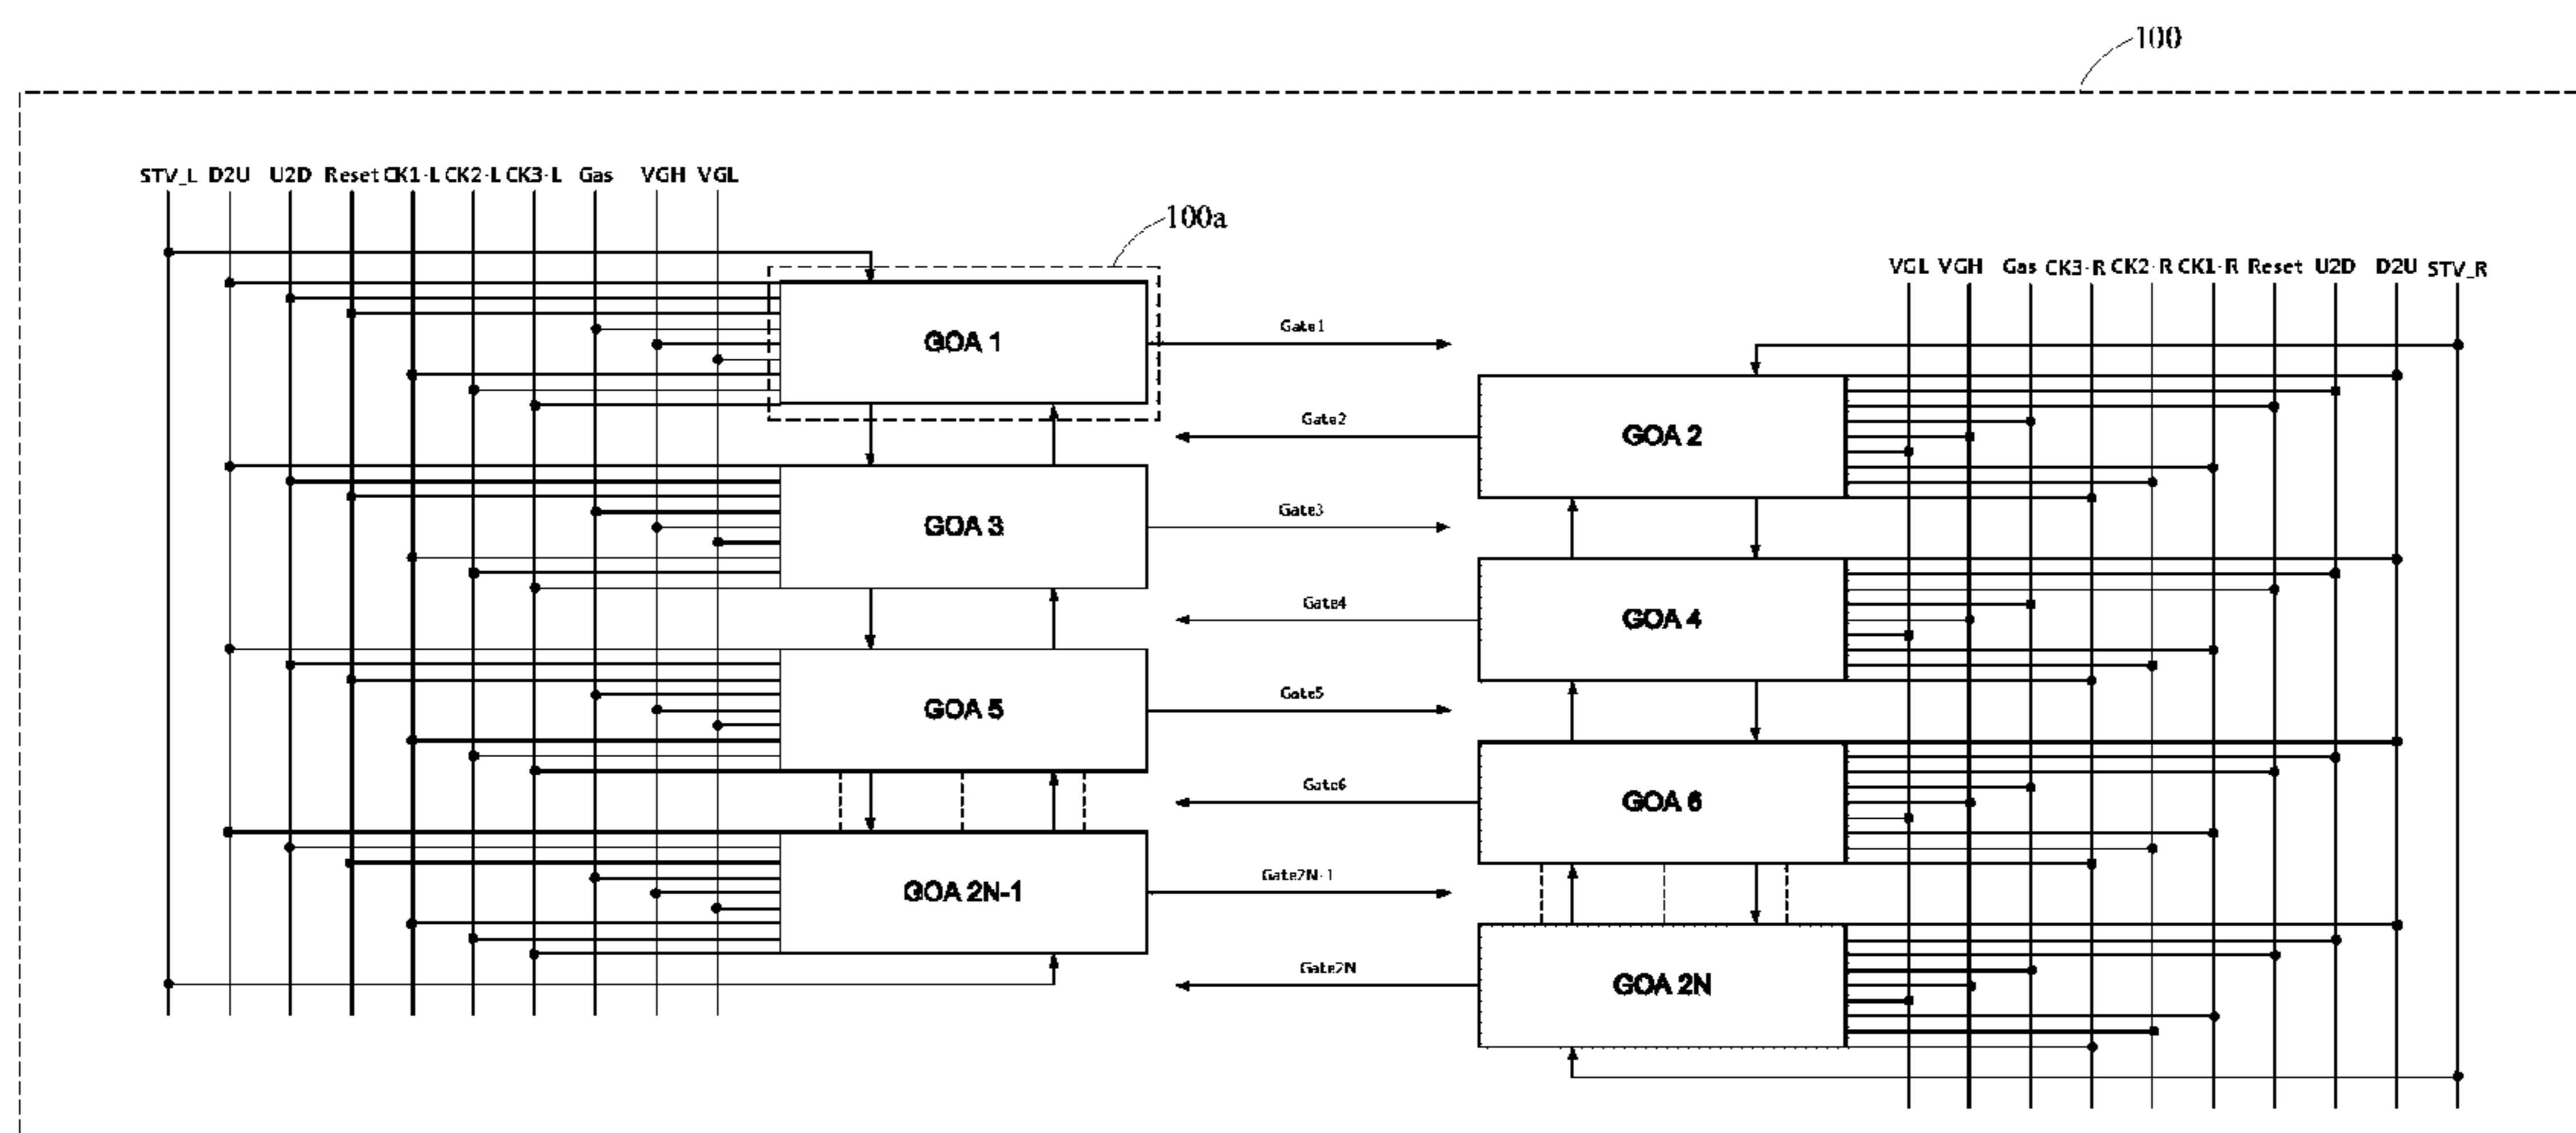 100
STV_L D2U U2D Reset CK1-L CK2-L CK3-L Gas VGH VGL
100a
VGL VGH Gas CK3-R CK2-R CK1-R Reset U2D D2U STV_R
GOA 1
Gate1
Gate2
GOA 2
GOA 3
Gate3
Gate4
GOA 4
GOA 5
Gate5
Gate6
GOA 6
GOA 2N-1
Gate2N-1
Gate2N
GOA 2N